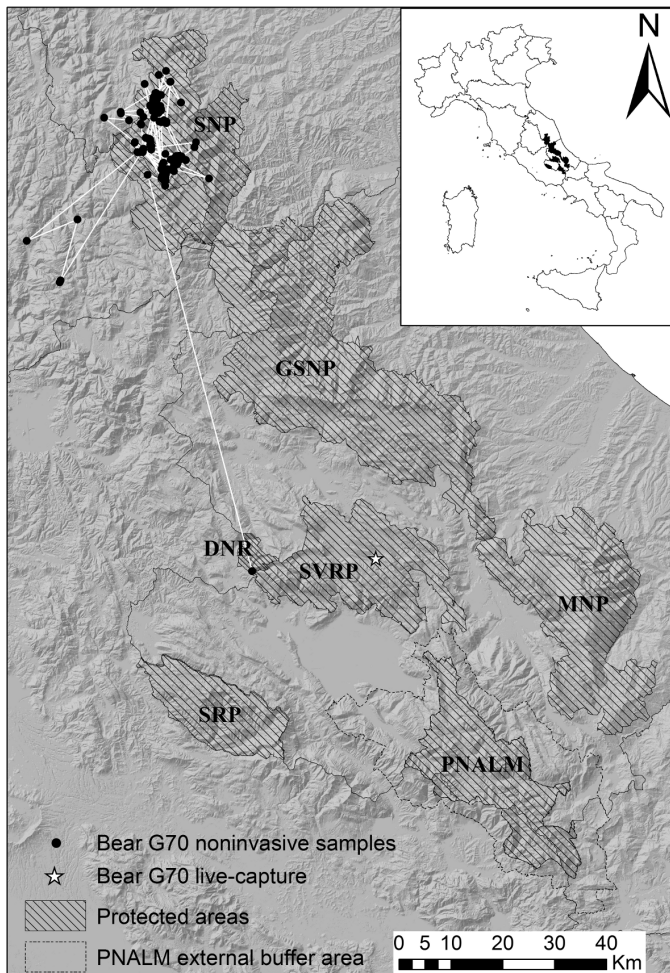 N
SNP
GSNP
DNR
SVRP
MNP
SRP
PNALM
Bear G70 noninvasive samples
Bear G70 live-capture
Protected areas
PNALM external buffer area
0 5 10 20 30 40
Km